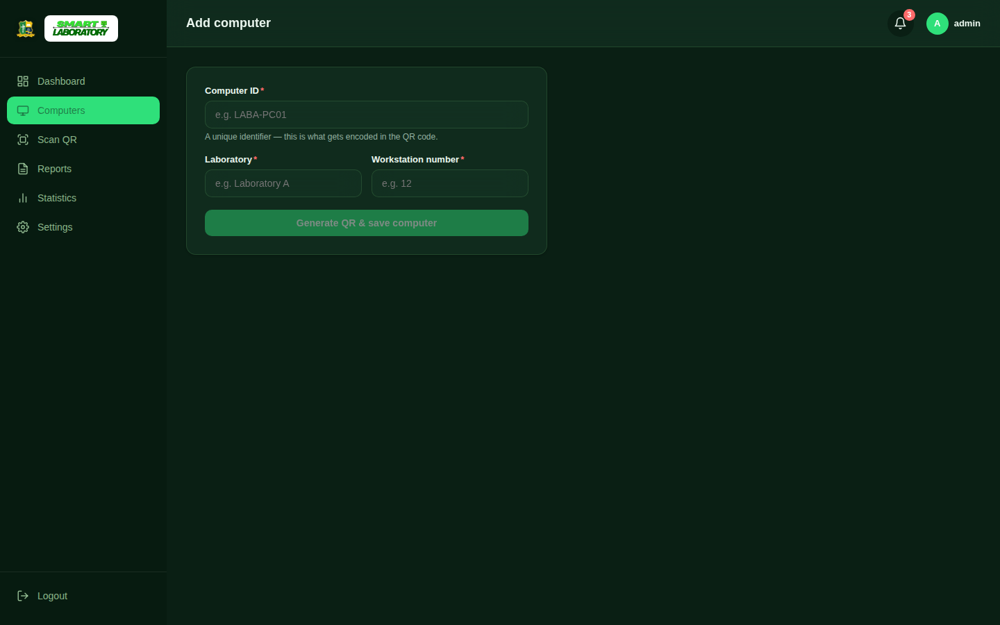 SMART
LABORATORY
Dashboard
Computers
Scan QR
Reports
Statistics
Settings
Logout
Add computer
3
A
admin
Computer ID *
e.g. LABA-PC01
A unique identifier — this is what gets encoded in the QR code.
Laboratory *
e.g. Laboratory A
Workstation number *
e.g. 12
Generate QR & save computer